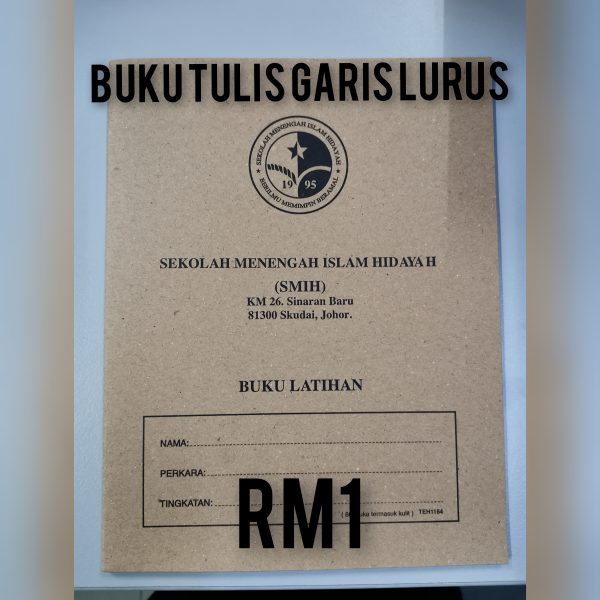 BUKU TULIS GARIS LURUS
SEKOLAH MENENGAH ISLAM HIDAYAH
19 95
BERILMU MEMIMPIN BERAMAL
SEKOLAH MENENGAH ISLAM HIDAYAH
(SMIH)
KM 26. Sinaran Baru
81300 Skudai, Johor.
BUKU LATIHAN
NAMA:
PERKARA:
TINGKATAN:
termasuk kulit ) TEH1184
RM1